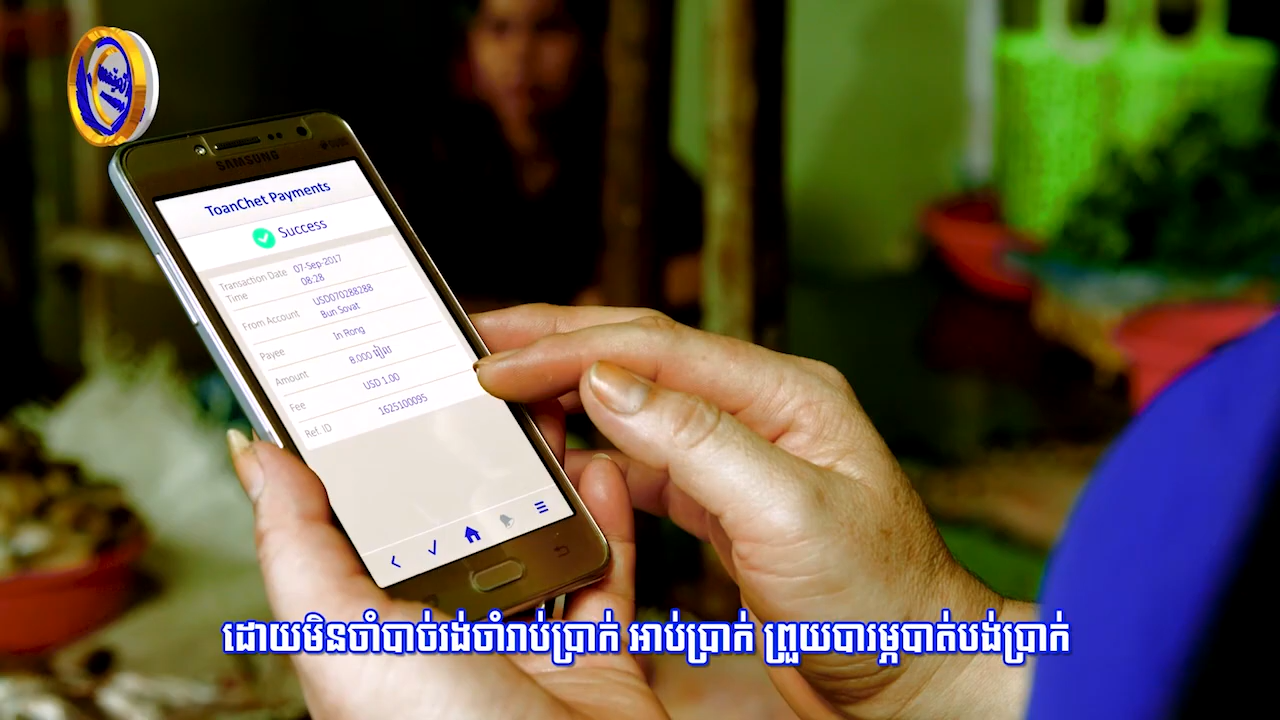 SAMSUNG
ToanChet Payments
Success
Transaction Date 07-Sep-2017
Time 08:28
From Account USD070288288
Bun Sovat
Payee In Rong
Amount 8.000 រៀល
Fee USD 1.00
Ref. ID 1625100095
ដោយមិនចាំបាច់រង់ចាំរាប់ប្រាក់ អាប់ប្រាក់ ព្រួយបារម្ភបាត់បង់ប្រាក់